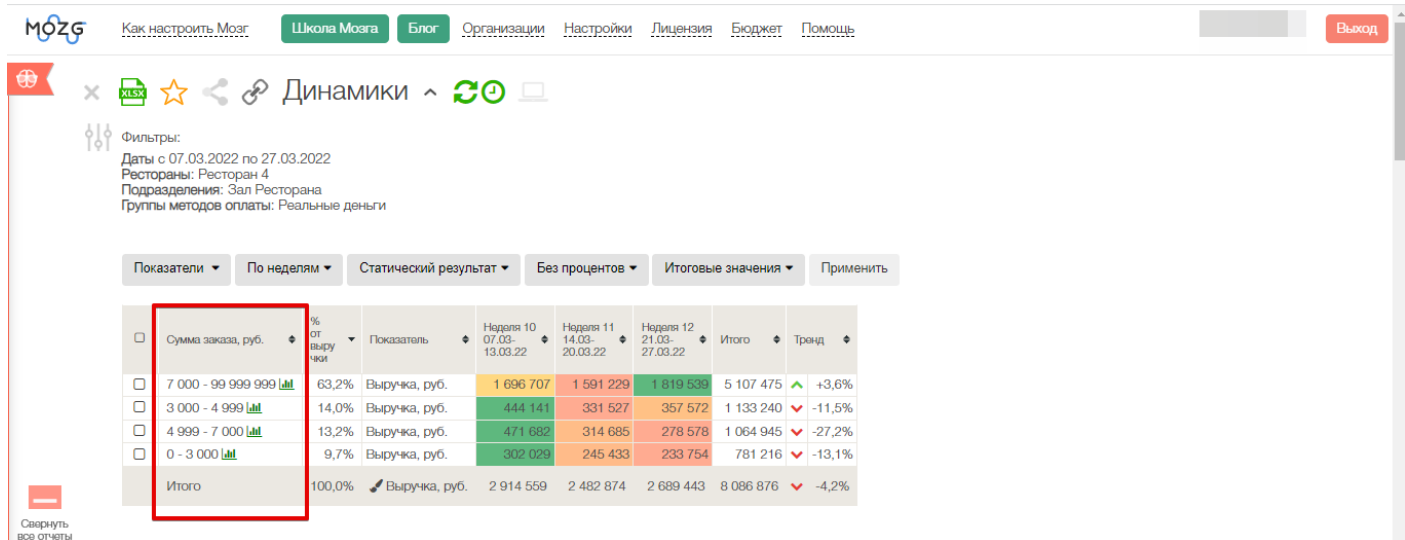 MOZG Как настроить Мозг Школа Мозга Блог Организации Настройки Лицензия Бюджет Помощь Выход
XLSX Динамики
Фильтры:
Даты с 07.03.2022 по 27.03.2022
Рестораны: Ресторан 4
Подразделения: Зал Ресторана
Группы методов оплаты: Реальные деньги
Показатели По неделям Статический результат Без процентов Итоговые значения Применить
Сумма заказа, руб. % от выручки Показатель Неделя 10 07.03-13.03.22 Неделя 11 14.03-20.03.22 Неделя 12 21.03-27.03.22 Итого Тренд
7 000 - 99 999 999 63,2% Выручка, руб. 1 696 707 1 591 229 1 819 539 5 107 475 +3,6%
3 000 - 4 999 14,0% Выручка, руб. 444 141 331 527 357 572 1 133 240 -11,5%
4 999 - 7 000 13,2% Выручка, руб. 471 682 314 685 278 578 1 064 945 -27,2%
0 - 3 000 9,7% Выручка, руб. 302 029 245 433 233 754 781 216 -13,1%
Итого 100,0% Выручка, руб. 2 914 559 2 482 874 2 689 443 8 086 876 -4,2%
Свернуть
все отчеты